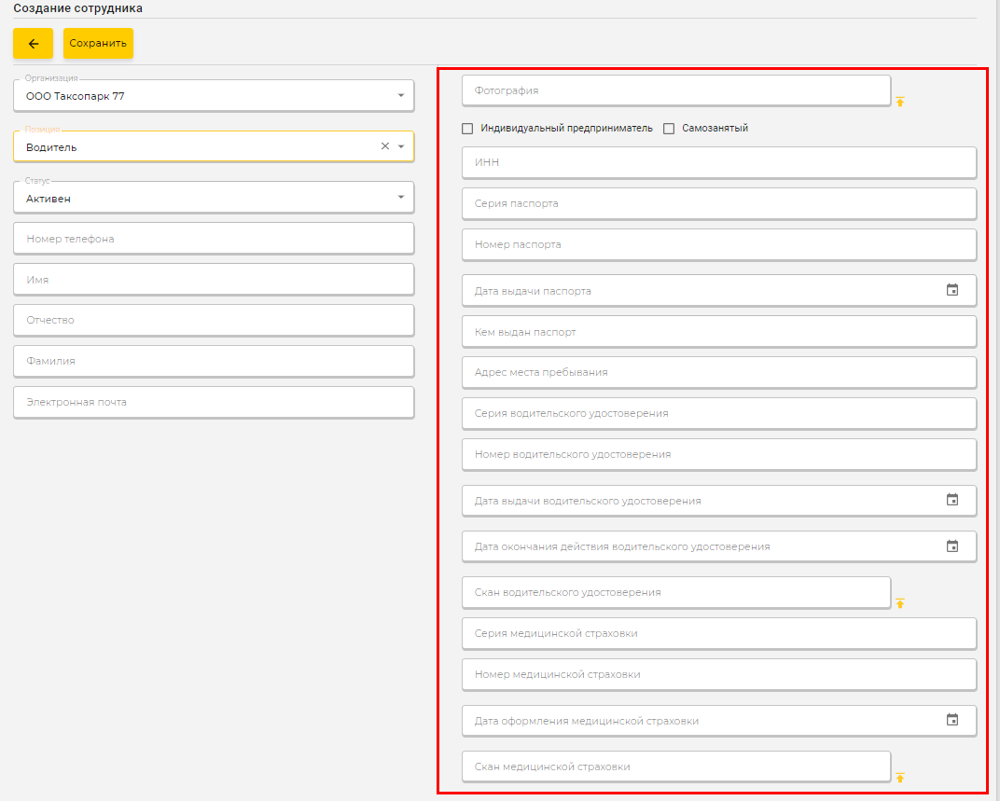 Создание сотрудника
Сохранить
Организация
ООО Таксопарк 77
Позиция
Водитель
Статус
Активен
Номер телефона
Имя
Отчество
Фамилия
Электронная почта
Фотография
Индивидуальный предприниматель Самозанятый
ИНН
Серия паспорта
Номер паспорта
Дата выдачи паспорта
Кем выдан паспорт
Адрес места пребывания
Серия водительского удостоверения
Номер водительского удостоверения
Дата выдачи водительского удостоверения
Дата окончания действия водительского удостоверения
Скан водительского удостоверения
Серия медицинской страховки
Номер медицинской страховки
Дата оформления медицинской страховки
Скан медицинской страховки